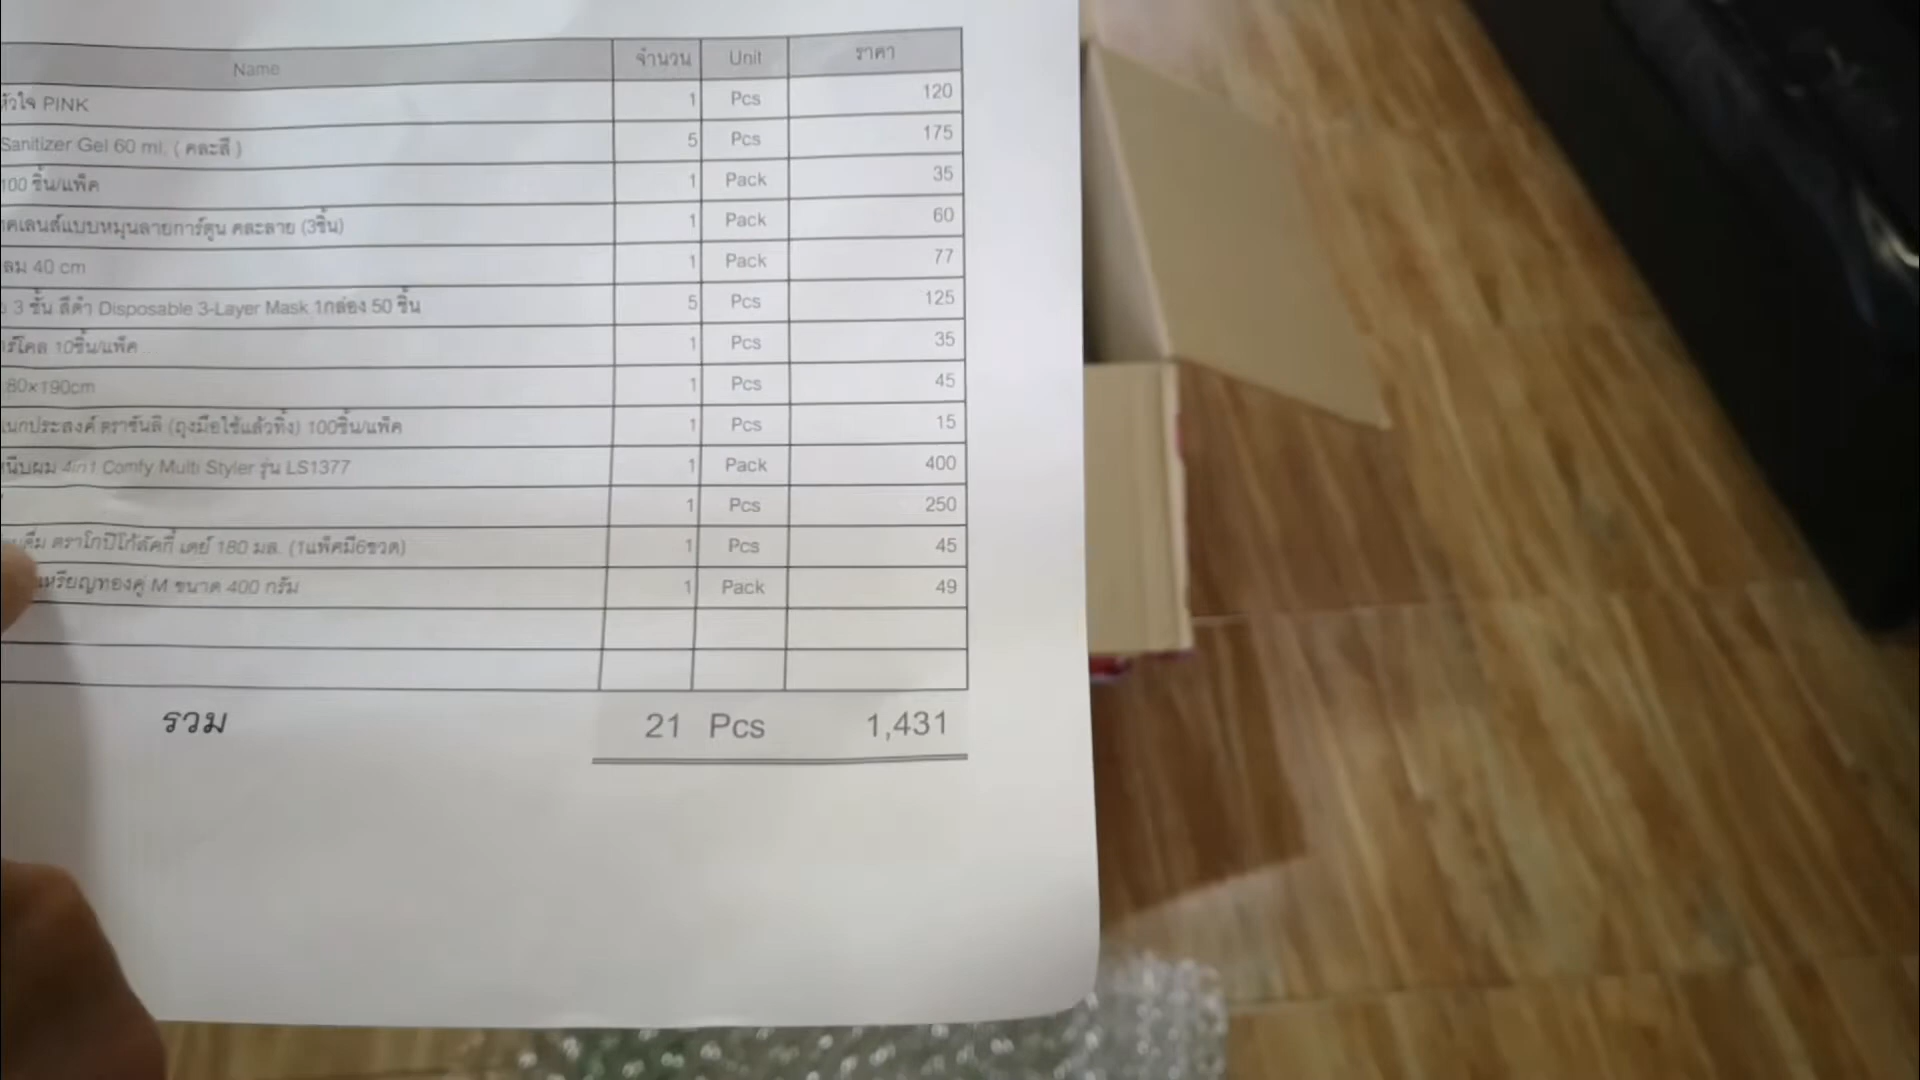 Name จำนวน Unit ราคา
หัวใจ PINK 1 Pcs 120
Sanitizer Gel 60 ml. ( คละสี ) 5 Pcs 175
100 ชิ้น/แพ็ค 1 Pack 35
คเลนส์แบบหมุนลายการ์ตูน คละลาย (3ชิ้น) 1 Pack 60
ลม 40 cm 1 Pack 77
3 ชั้น สีดำ Disposable 3-Layer Mask 1กล่อง 50 ชิ้น 5 Pcs 125
ร์โคล 10ชิ้น/แพ็ค 1 Pcs 35
80×190cm 1 Pcs 45
เนกประสงค์ ตราซันลิ (ถุงมือใช้แล้วทิ้ง) 100ชิ้น/แพ็ค 1 Pcs 15
หนีบผม 4in1 Comfy Multi Styler รุ่น LS1377 1 Pack 400
1 Pcs 250
ดื่ม ตราโกปิโก้ลัคกี้ เดย์ 180 มล. (1แพ็คมี6ขวด) 1 Pcs 45
เหรียญทองคู่ M ขนาด 400 กรัม 1 Pack 49
รวม 21 Pcs 1,431